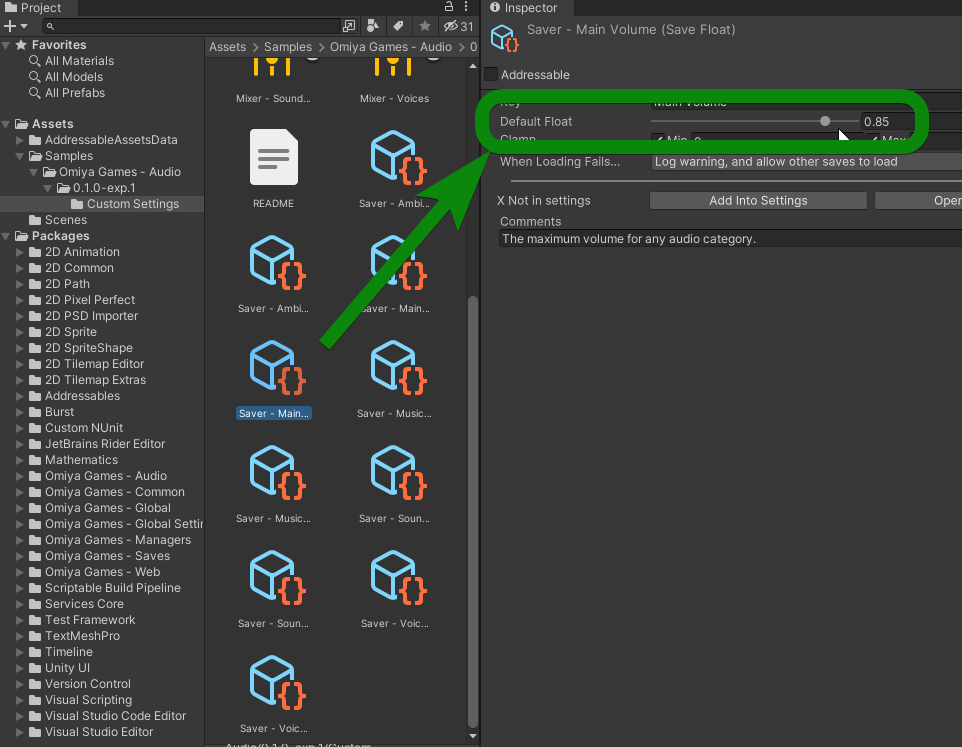 Project
31
Favorites
All Materials
All Models
All Prefabs
Assets
AddressableAssetsData
Samples
Omiya Games - Audio
0.1.0-exp.1
Custom Settings
Scenes
Packages
2D Animation
2D Common
2D Path
2D Pixel Perfect
2D PSD Importer
2D Sprite
2D SpriteShape
2D Tilemap Editor
2D Tilemap Extras
Addressables
Burst
Custom NUnit
JetBrains Rider Editor
Mathematics
Omiya Games - Audio
Omiya Games - Common
Omiya Games - Global
Omiya Games - Global Settin
Omiya Games - Managers
Omiya Games - Saves
Omiya Games - Web
Scriptable Build Pipeline
Services Core
Test Framework
TextMeshPro
Timeline
Unity UI
Version Control
Visual Scripting
Visual Studio Code Editor
Visual Studio Editor
Assets > Samples > Omiya Games - Audio > 0
Mixer - Sound... Mixer - Voices
README Saver - Ambi...
Saver - Ambi... Saver - Main...
Saver - Main... Saver - Music...
Saver - Music... Saver - Soun...
Saver - Soun... Saver - Voic...
Saver - Voic...
Audio/0.1.0-exp.1/Custom
Inspector
Saver - Main Volume (Save Float)
Addressable
Key Main Volume
Default Float 0.85
Clamp Min 0 Max
When Loading Fails... Log warning, and allow other saves to load
X Not in settings Add Into Settings Open
Comments
The maximum volume for any audio category.